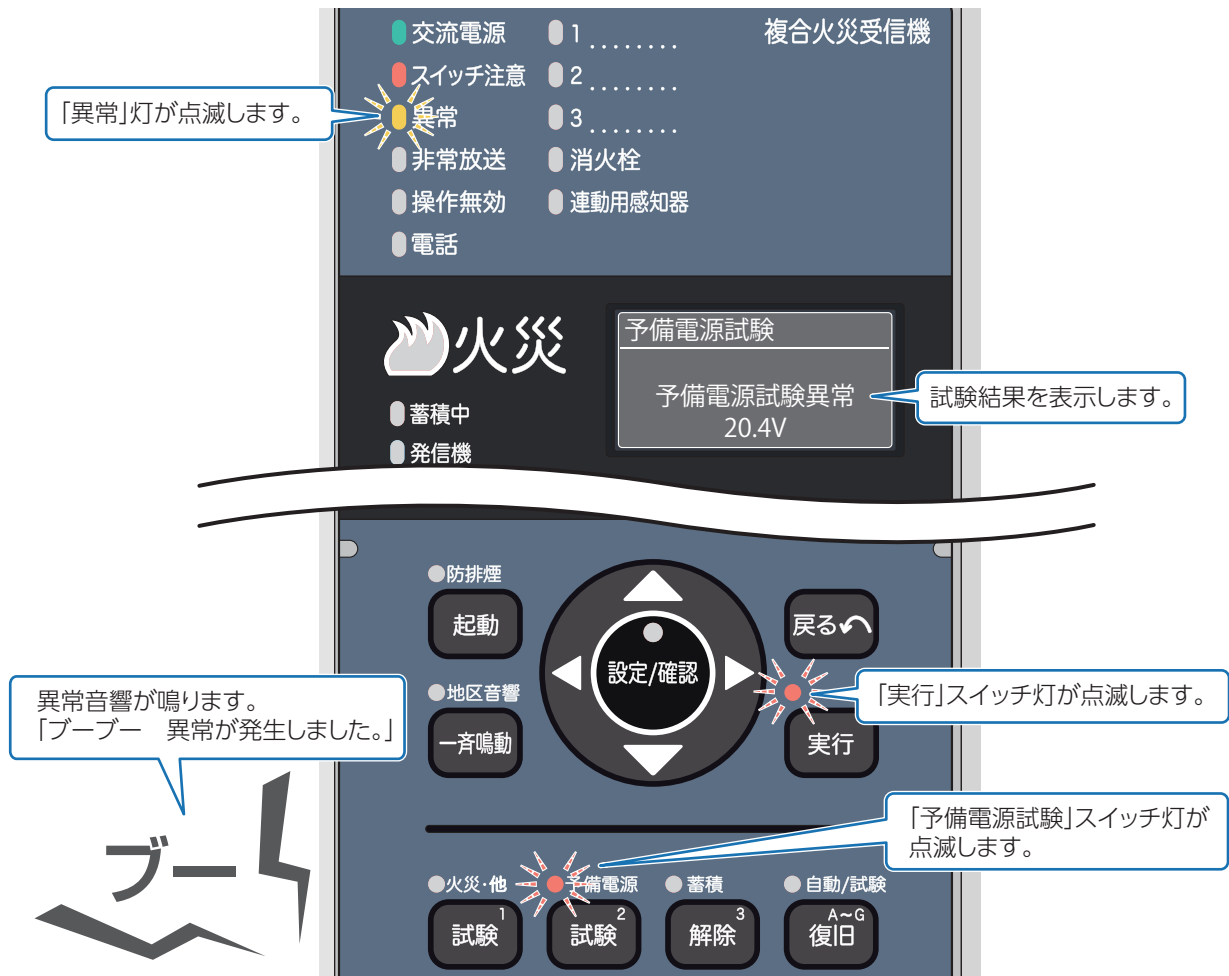 交流電源
1 ........
複合火災受信機
スイッチ注意
2 ........
「異常」灯が点滅します。
異常
3 ........
非常放送
消火栓
操作無効
連動用感知器
電話
火災
予備電源試験
予備電源試験異常
20.4V
試験結果を表示します。
蓄積中
発信機
防排煙
起動
戻る
設定/確認
地区音響
一斉鳴動
「実行」スイッチ灯が点滅します。
実行
異常音響が鳴ります。
「ブーブー　異常が発生しました。」
ブー
「予備電源試験」スイッチ灯が
点滅します。
火災・他
予備電源
蓄積
自動/試験
試験 1
試験 2
解除 3
復旧 A~G